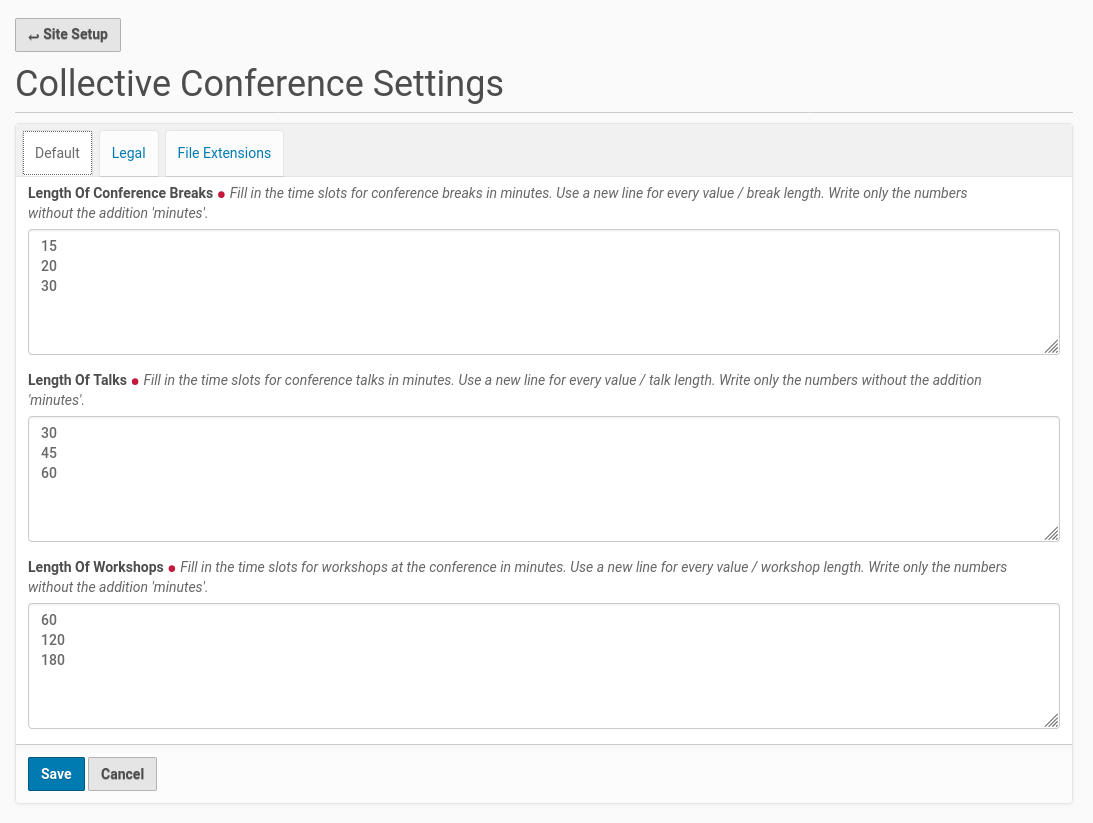 ↵ Site Setup
Collective Conference Settings
Default Legal File Extensions
Length Of Conference Breaks ● Fill in the time slots for conference breaks in minutes. Use a new line for every value / break length. Write only the numbers
without the addition 'minutes'.
15
20
30
Length Of Talks ● Fill in the time slots for conference talks in minutes. Use a new line for every value / talk length. Write only the numbers without the addition
'minutes'.
30
45
60
Length Of Workshops ● Fill in the time slots for workshops at the conference in minutes. Use a new line for every value / workshop length. Write only the numbers
without the addition 'minutes'.
60
120
180
Save Cancel